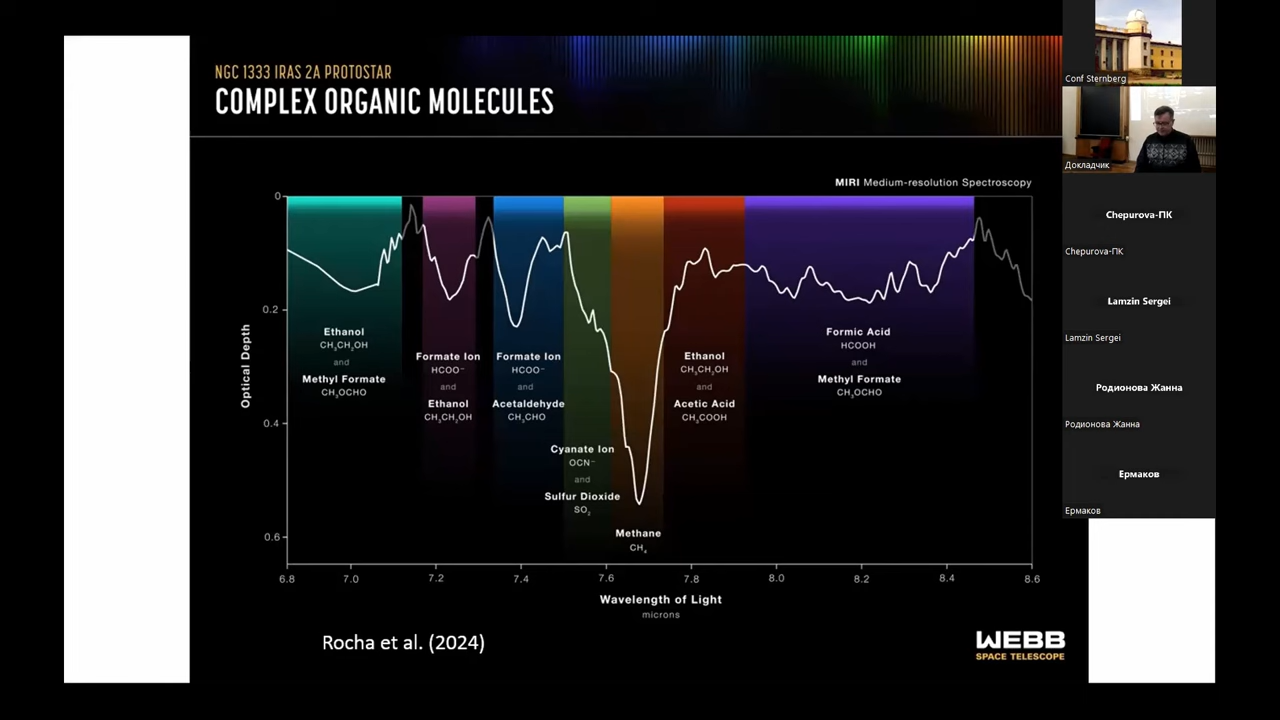 NGC 1333 IRAS 2A PROTOSTAR
COMPLEX ORGANIC MOLECULES
MIRI Medium-resolution Spectroscopy
Optical Depth
0
0.2
0.4
0.6
Ethanol
CH₃CH₂OH
and
Methyl Formate
CH₃OCHO
Formate Ion
HCOO⁻
and
Ethanol
CH₃CH₂OH
Formate Ion
HCOO⁻
and
Acetaldehyde
CH₃CHO
Cyanate Ion
OCN⁻
and
Sulfur Dioxide
SO₂
Methane
CH₄
Ethanol
CH₃CH₂OH
and
Acetic Acid
CH₃COOH
Formic Acid
HCOOH
and
Methyl Formate
CH₃OCHO
6.8 7.0 7.2 7.4 7.6 7.8 8.0 8.2 8.4 8.6
Wavelength of Light
microns
Rocha et al. (2024)
WEBB
SPACE TELESCOPE
Conf Sternberg
Докладчик
Chepurova-ПК
Chepurova-ПК
Lamzin Sergei
Lamzin Sergei
Родионова Жанна
Родионова Жанна
Ермаков
Ермаков